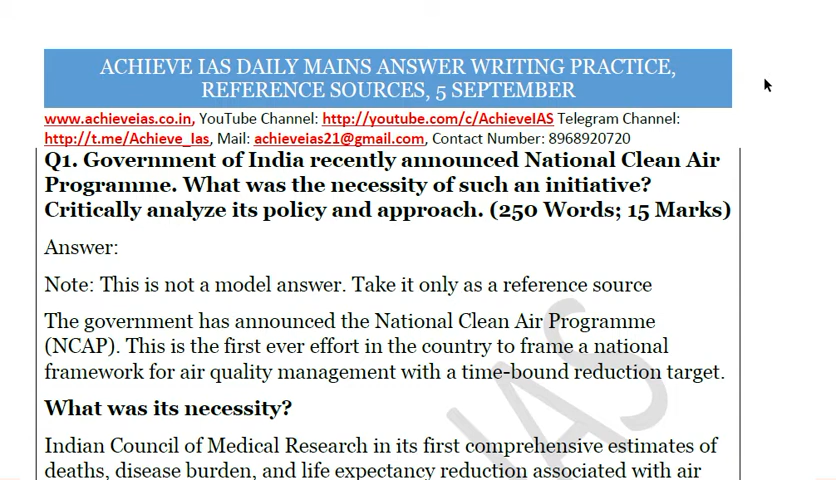 ACHIEVE IAS DAILY MAINS ANSWER WRITING PRACTICE,
REFERENCE SOURCES, 5 SEPTEMBER
www.achieveias.co.in, YouTube Channel: http://youtube.com/c/AchieveIAS Telegram Channel:
http://t.me/Achieve_Ias, Mail: achieveias21@gmail.com, Contact Number: 8968920720
Q1. Government of India recently announced National Clean Air
Programme. What was the necessity of such an initiative?
Critically analyze its policy and approach. (250 Words; 15 Marks)
Answer:
Note: This is not a model answer. Take it only as a reference source
The government has announced the National Clean Air Programme
(NCAP). This is the first ever effort in the country to frame a national
framework for air quality management with a time-bound reduction target.
What was its necessity?
Indian Council of Medical Research in its first comprehensive estimates of
deaths, disease burden, and life expectancy reduction associated with air
IAS